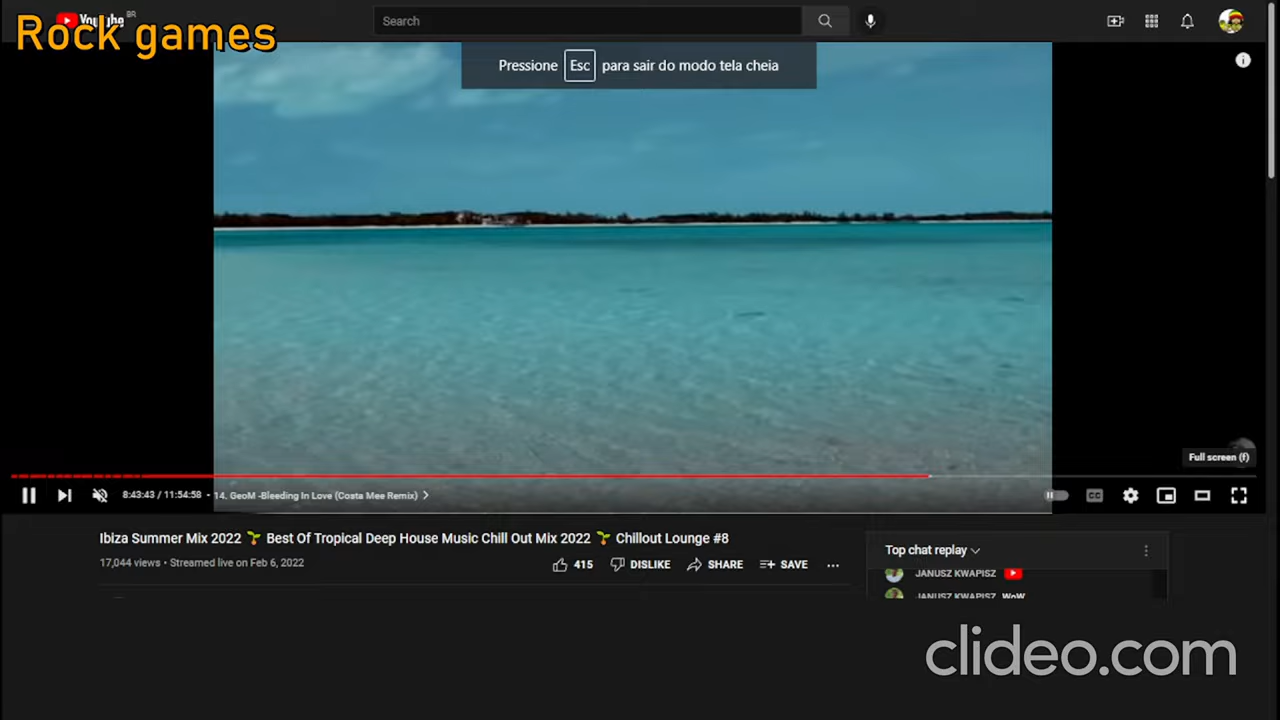 Rock games
YouTube BR
Search
Pressione Esc para sair do modo tela cheia
Full screen (f)
8:43:43 / 11:54:58 • 14. GeoM -Bleeding In Love (Costa Mee Remix)
CC
Ibiza Summer Mix 2022 🌱 Best Of Tropical Deep House Music Chill Out Mix 2022 🌱 Chillout Lounge #8
17,044 views • Streamed live on Feb 6, 2022
415 DISLIKE SHARE SAVE ...
Top chat replay
JANUSZ KWAPISZ
JANUSZ KWAPISZ WoW
clideo.com